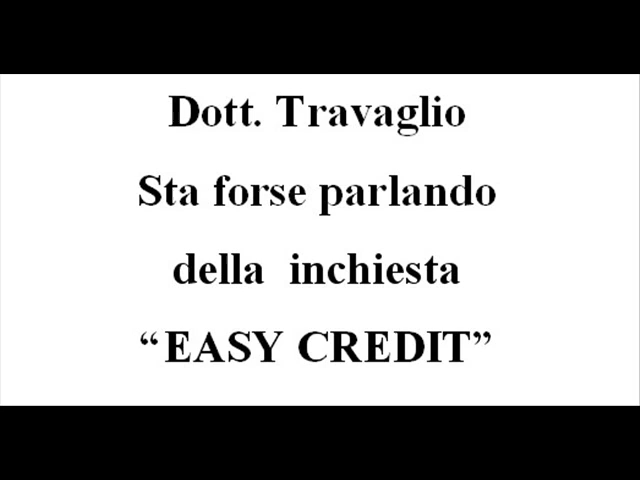 Dott. Travaglio
Sta forse parlando
della  inchiesta
“EASY CREDIT”